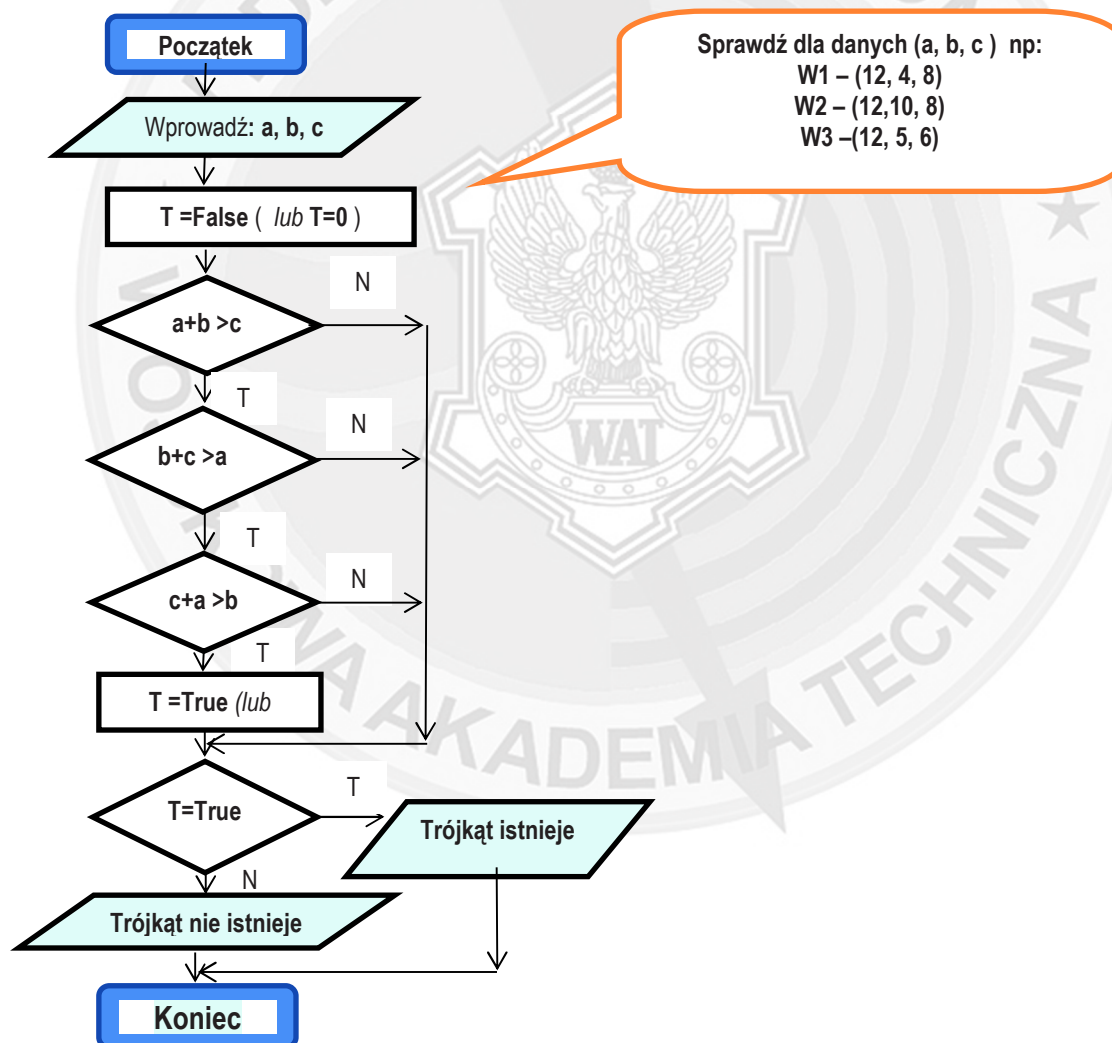 Początek
Sprawdź dla danych (a, b, c ) np:
W1 – (12, 4, 8)
W2 – (12,10, 8)
W3 –(12, 5, 6)
Wprowadź: a, b, c
T =False ( lub T=0 )
N
a+b >c
T
N
b+c >a
T
N
c+a >b
T
T =True (lub
T=True
T
Trójkąt istnieje
N
Trójkąt nie istnieje
Koniec
WAT
AKADEMIA TECHNICZNA